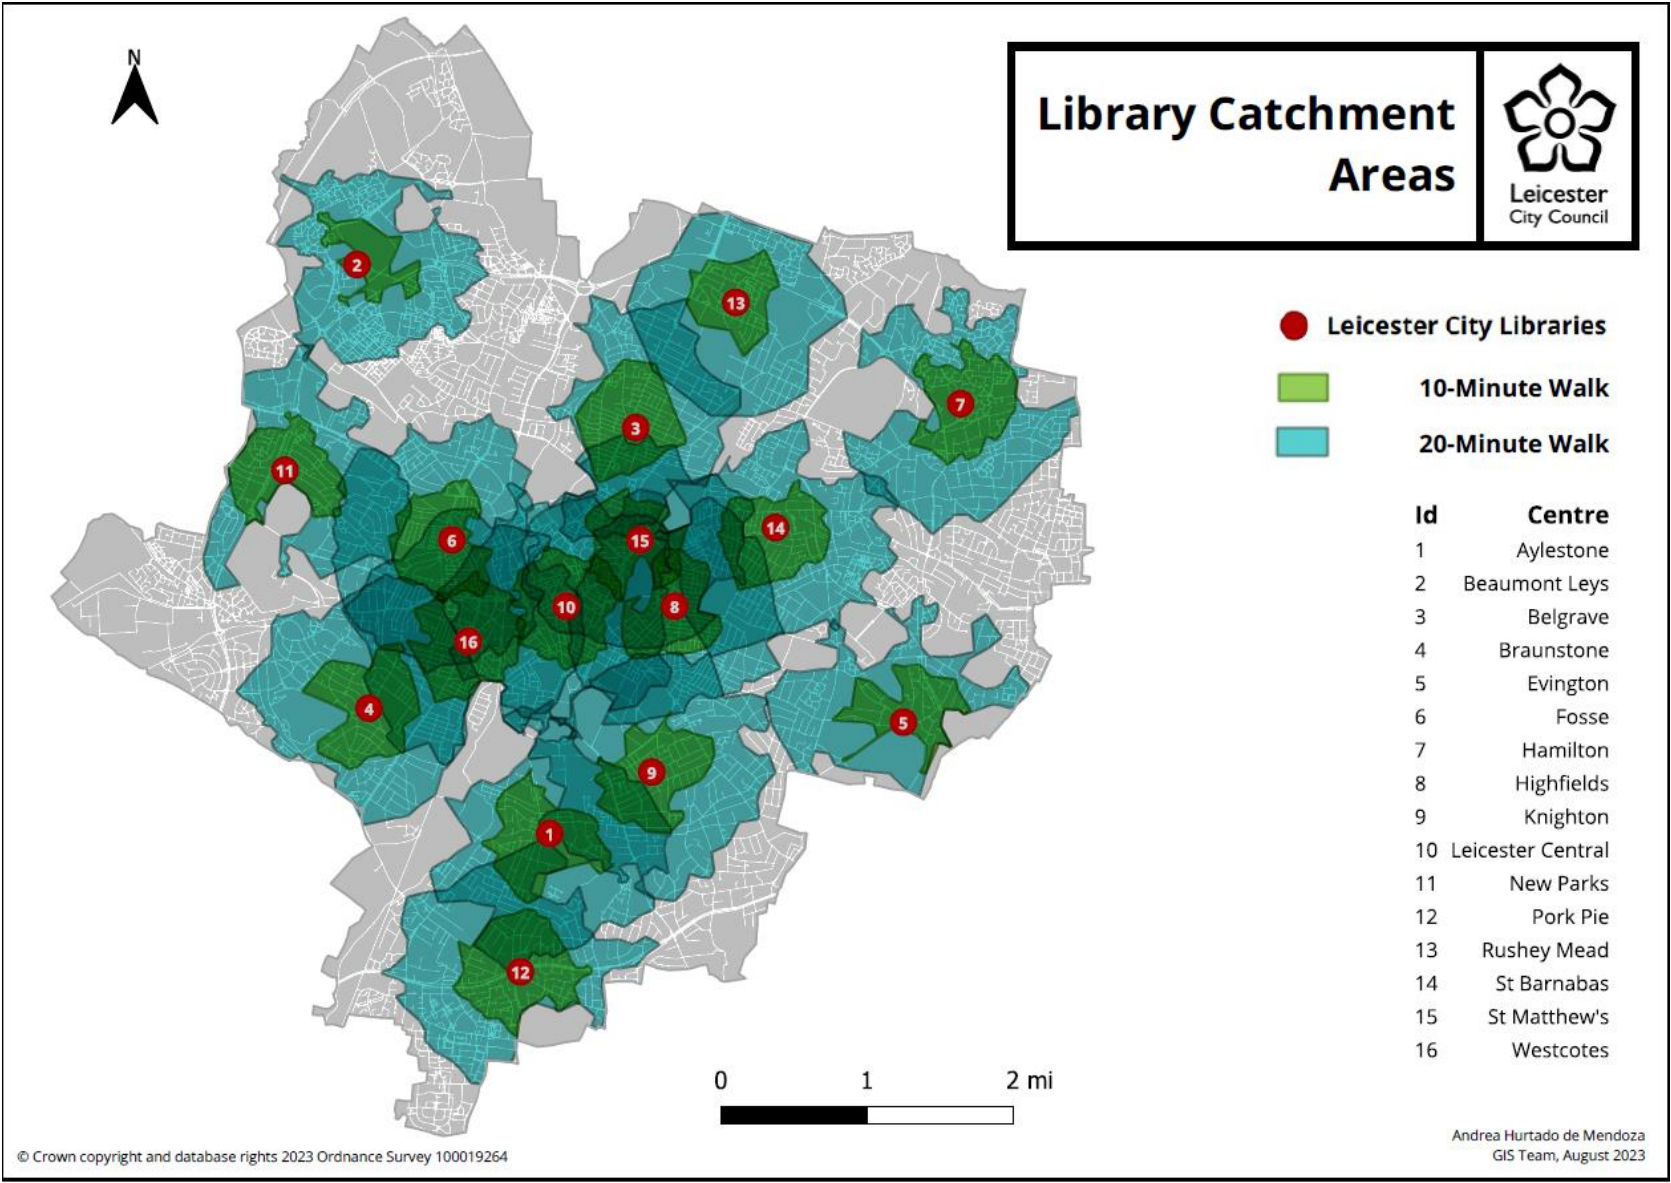 N
Library Catchment
Areas
Leicester
City Council
Leicester City Libraries
10-Minute Walk
20-Minute Walk
Id Centre
1 Aylestone
2 Beaumont Leys
3 Belgrave
4 Braunstone
5 Evington
6 Fosse
7 Hamilton
8 Highfields
9 Knighton
10 Leicester Central
11 New Parks
12 Pork Pie
13 Rushey Mead
14 St Barnabas
15 St Matthew's
16 Westcotes
2
13
7
3
11
14
6
15
10
8
16
4
5
9
1
12
0 1 2 mi
© Crown copyright and database rights 2023 Ordnance Survey 100019264
Andrea Hurtado de Mendoza
GIS Team, August 2023